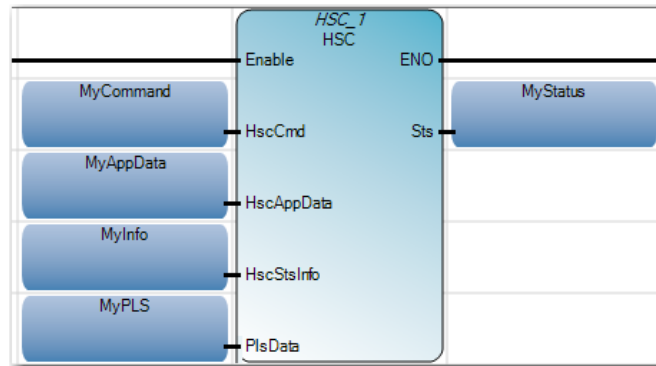 HSC_1
HSC
Enable ENO
MyCommand MyStatus
HscCmd Sts
MyAppData
HscAppData
MyInfo
HscStsInfo
MyPLS
PlsData